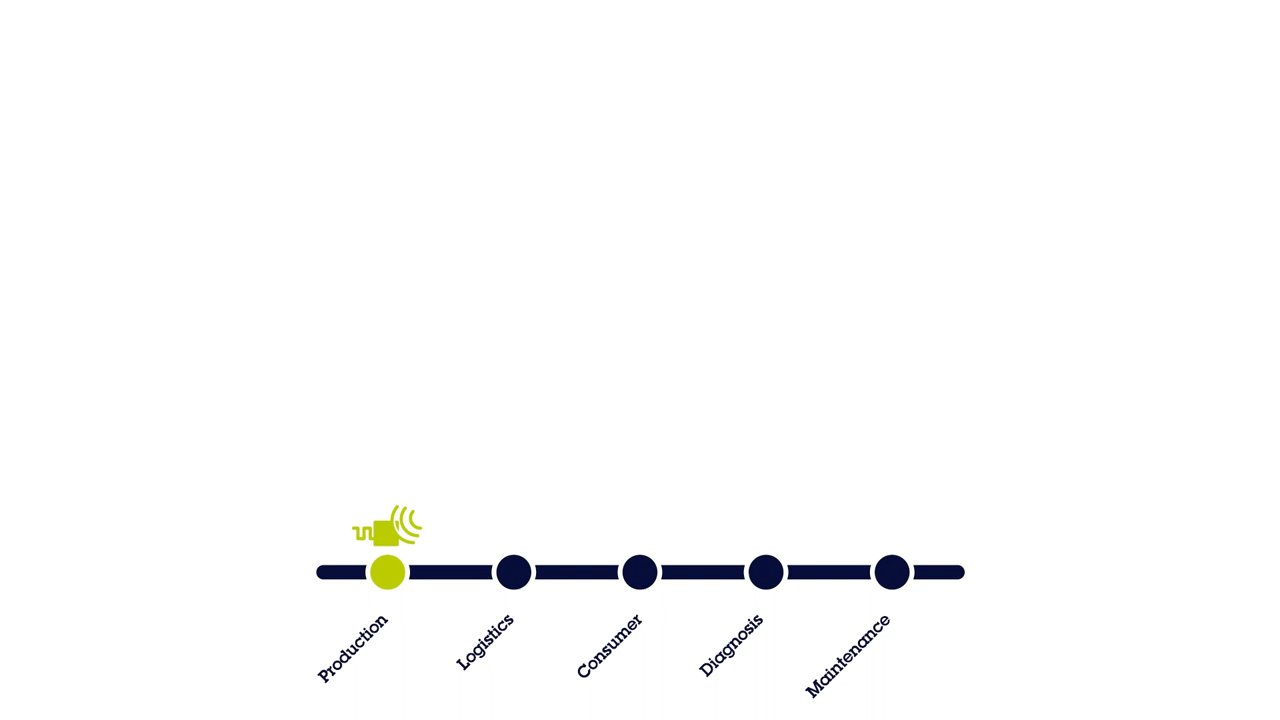 Production
Logistics
Consumer
Diagnosis
Maintenance